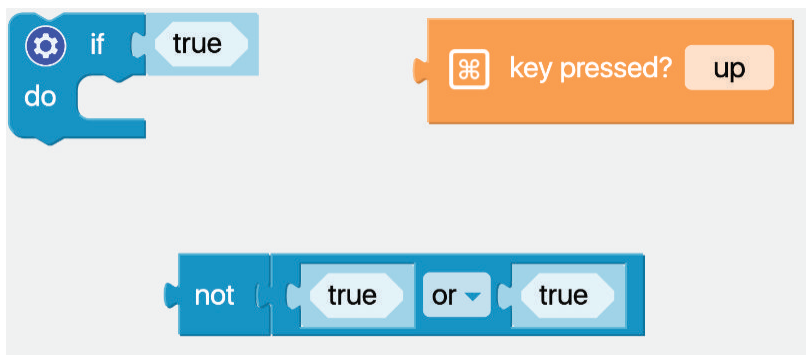 if true
do
⌘ key pressed? up
not true or true